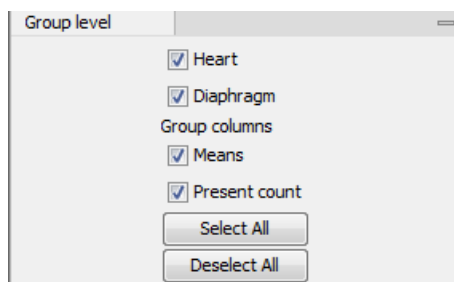 Group level
Heart
Diaphragm
Group columns
Means
Present count
Select All
Deselect All